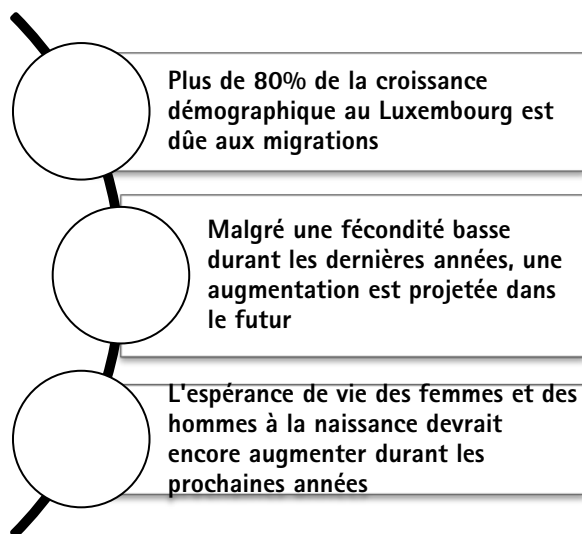 Plus de 80% de la croissance
démographique au Luxembourg est
dûe aux migrations
Malgré une fécondité basse
durant les dernières années, une
augmentation est projetée dans
le futur
L'espérance de vie des femmes et des
hommes à la naissance devrait
encore augmenter durant les
prochaines années